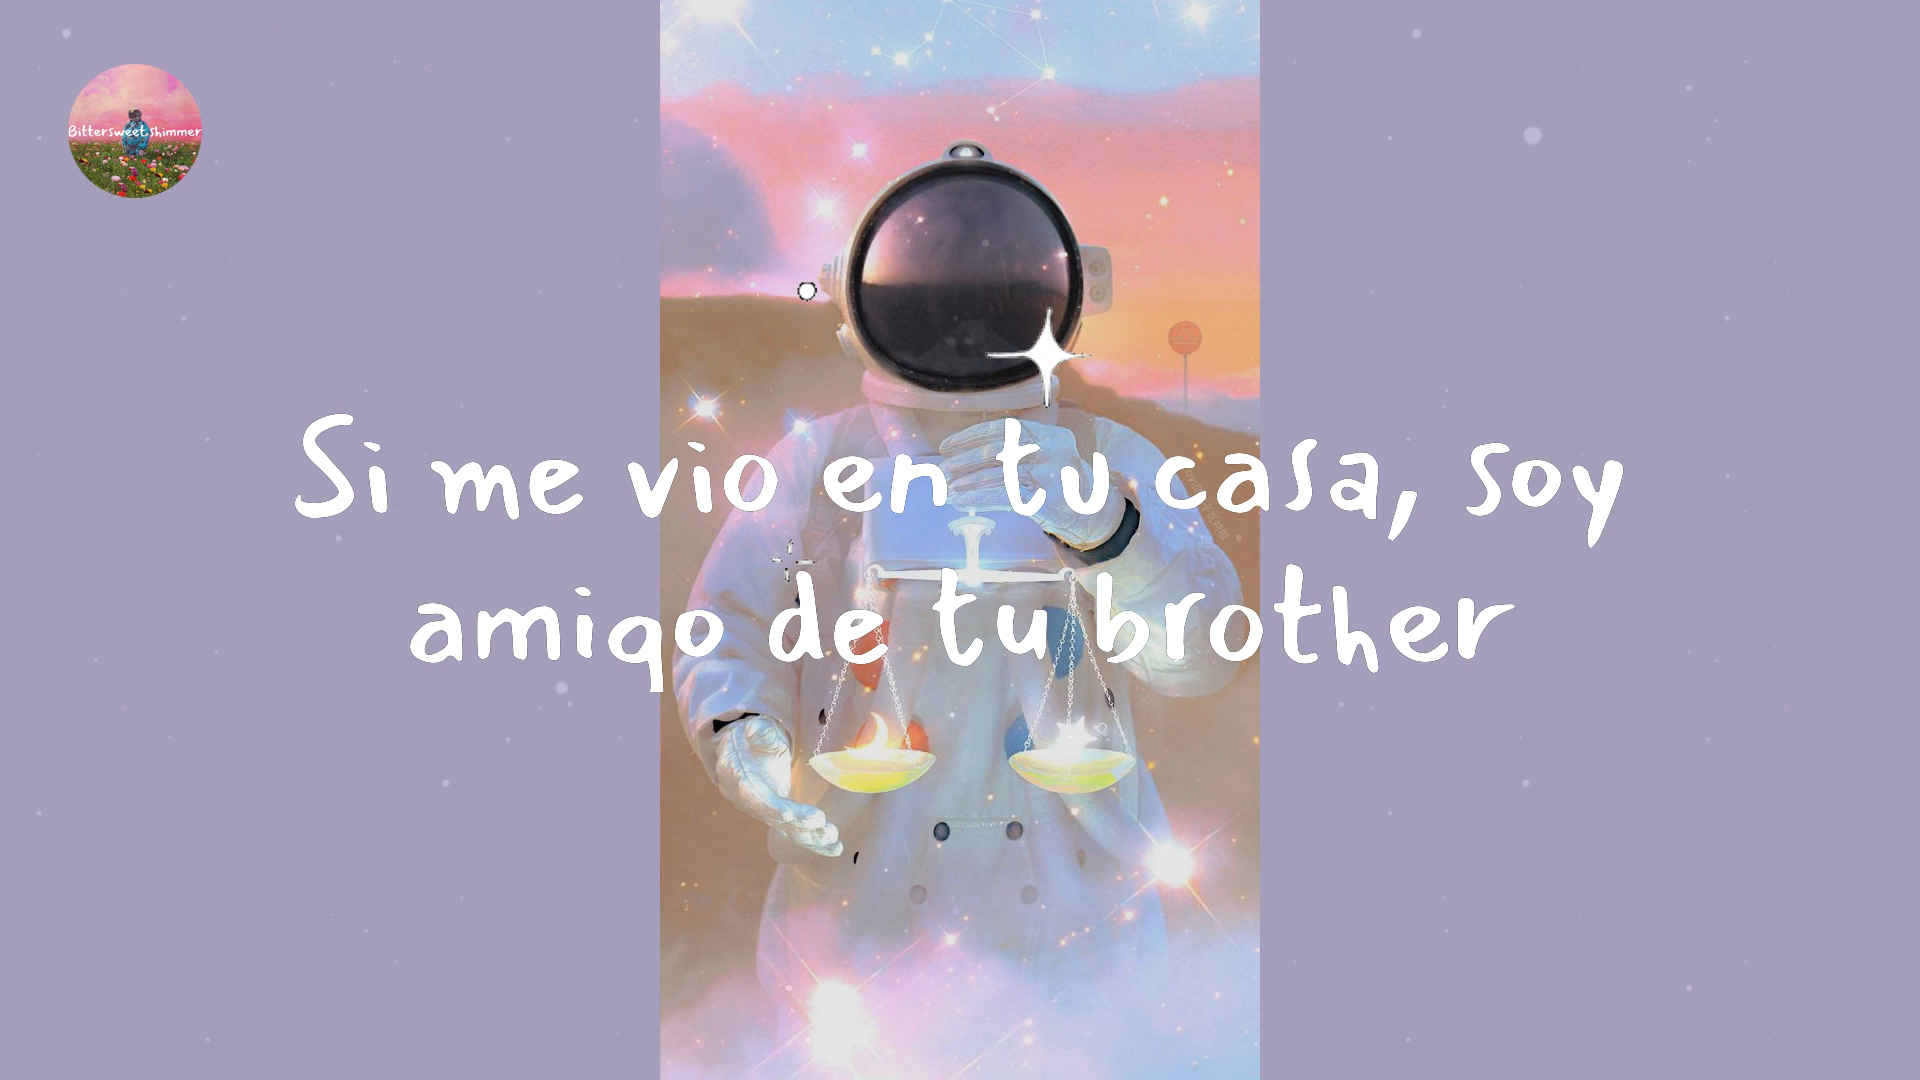 Bittersweet shimmer
Si me vio en tu casa, soy
amigo de tu brother